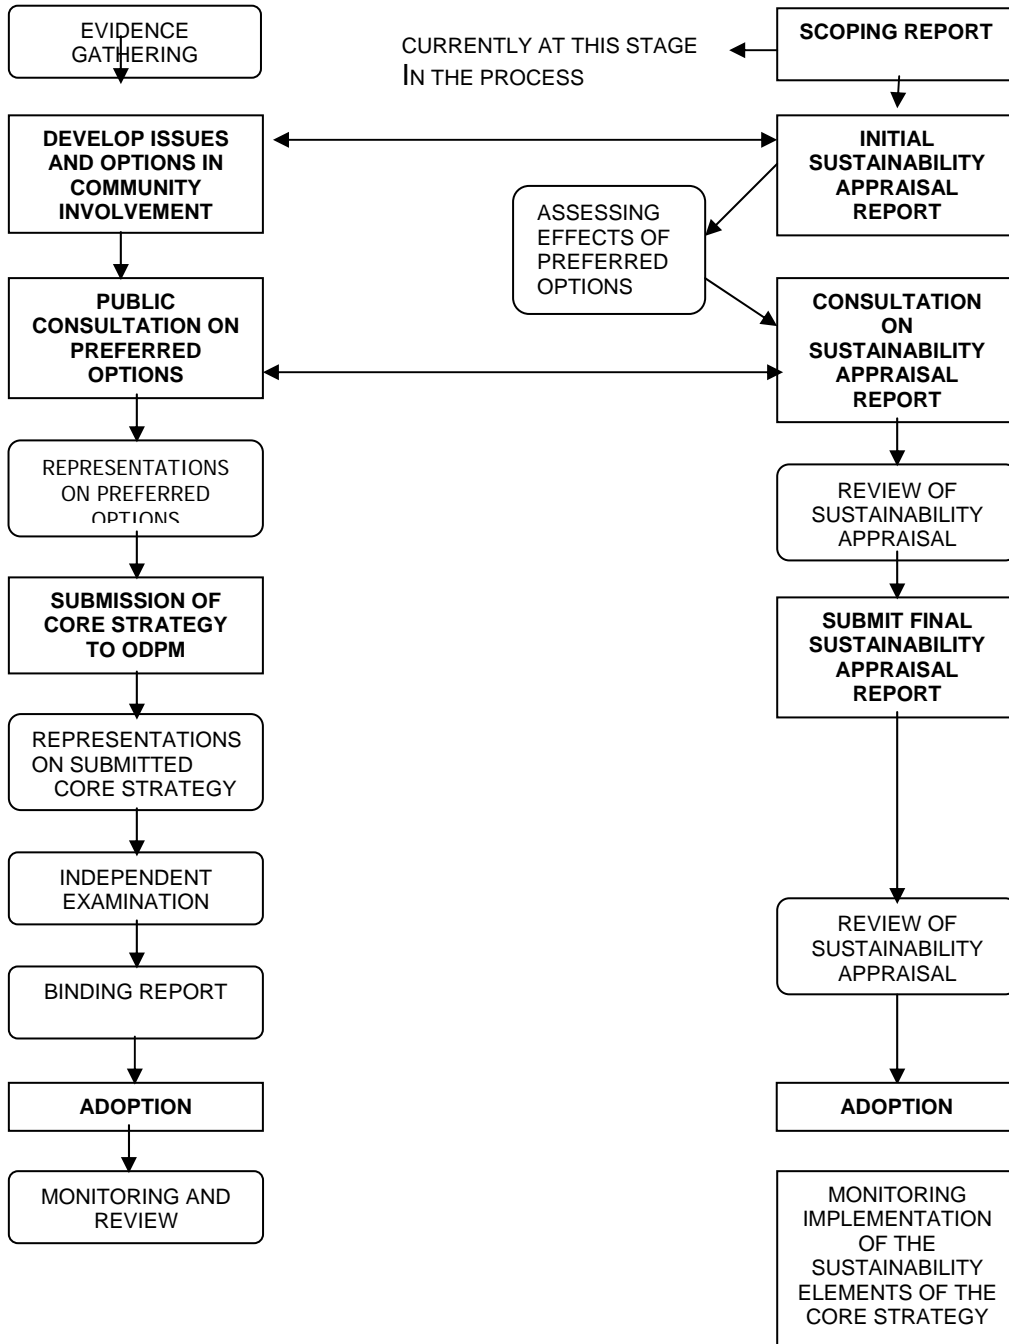 EVIDENCE
GATHERING
DEVELOP ISSUES
AND OPTIONS IN
COMMUNITY
INVOLVEMENT
PUBLIC
CONSULTATION ON
PREFERRED
OPTIONS
REPRESENTATIONS
ON PREFERRED
OPTIONS
SUBMISSION OF
CORE STRATEGY
TO ODPM
REPRESENTATIONS
ON SUBMITTED
CORE STRATEGY
INDEPENDENT
EXAMINATION
BINDING REPORT
ADOPTION
MONITORING AND
REVIEW
CURRENTLY AT THIS STAGE
IN THE PROCESS
ASSESSING
EFFECTS OF
PREFERRED
OPTIONS
SCOPING REPORT
INITIAL
SUSTAINABILITY
APPRAISAL
REPORT
CONSULTATION
ON
SUSTAINABILITY
APPRAISAL
REPORT
REVIEW OF
SUSTAINABILITY
APPRAISAL
SUBMIT FINAL
SUSTAINABILITY
APPRAISAL
REPORT
REVIEW OF
SUSTAINABILITY
APPRAISAL
ADOPTION
MONITORING
IMPLEMENTATION
OF THE
SUSTAINABILITY
ELEMENTS OF THE
CORE STRATEGY